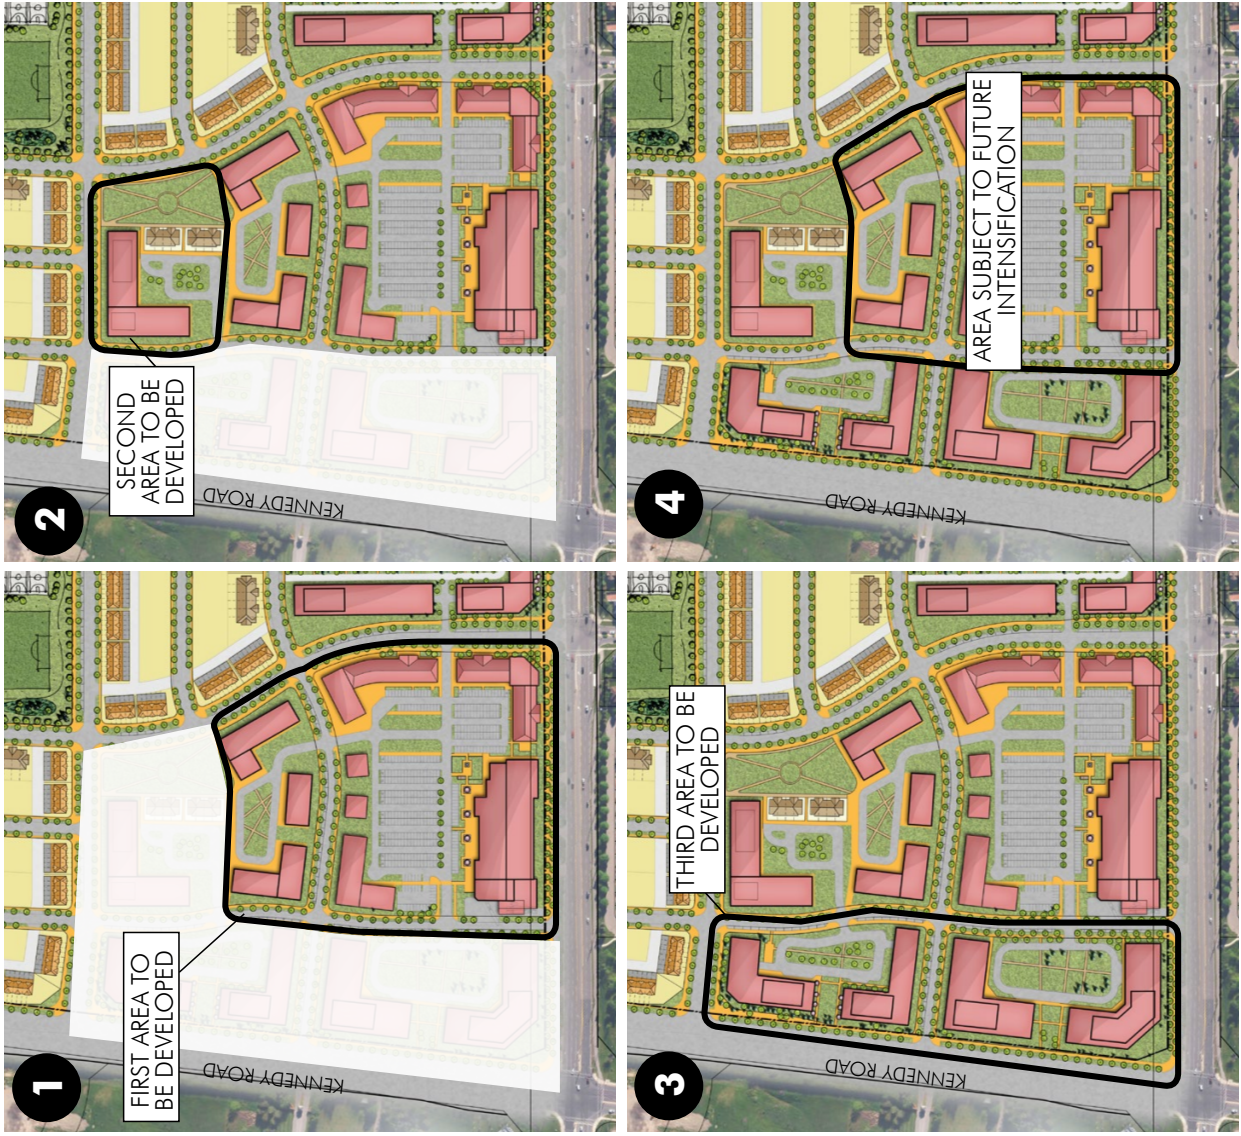 1
FIRST AREA TO
BE DEVELOPED
KENNEDY ROAD
2
SECOND
AREA TO BE
DEVELOPED
KENNEDY ROAD
3
THIRD AREA TO BE
DEVELOPED
KENNEDY ROAD
4
AREA SUBJECT TO FUTURE
INTENSIFICATION
KENNEDY ROAD